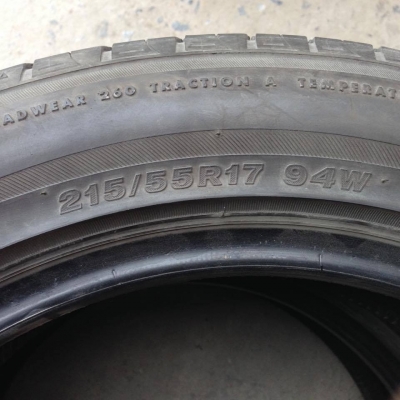 ADWEAR 260 TRACTION A TEMPERAT
215/55R17 94W